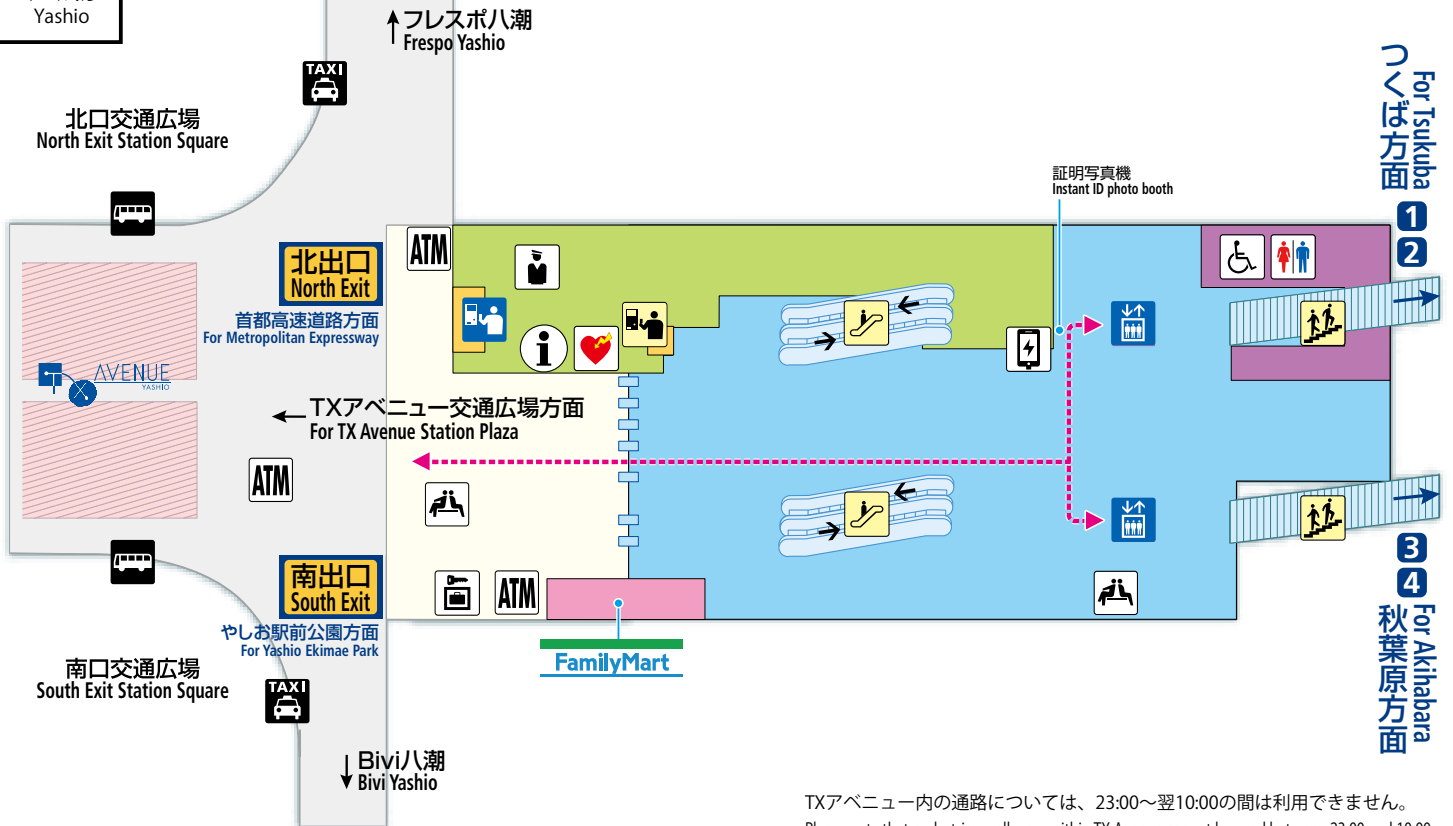 Yashio
フレスポ八潮
Frespo Yashio
TAXI
北口交通広場
North Exit Station Square
つくば方面
For Tsukuba
1
2
証明写真機
Instant ID photo booth
ATM
北出口
North Exit
首都高速道路方面
For Metropolitan Expressway
i
AVENUE
YASHIO
TXアベニュー交通広場方面
For TX Avenue Station Plaza
ATM
南出口
South Exit
ATM
やしお駅前公園方面
For Yashio Ekimae Park
FamilyMart
3
4
秋葉原方面
For Akihabara
南口交通広場
South Exit Station Square
TAXI
Bivi八潮
Bivi Yashio
TXアベニュー内の通路については、23:00〜翌10:00の間は利用できません。